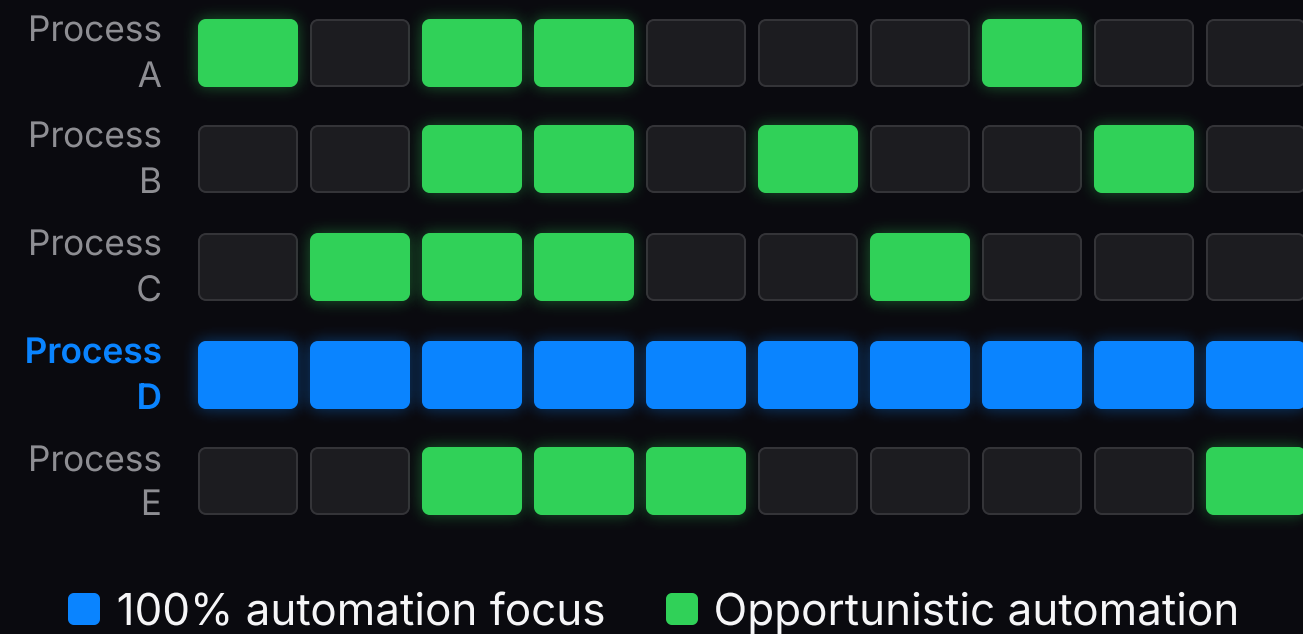 Process
A
Process
B
Process
C
Process
D
Process
E
100% automation focus
Opportunistic automation